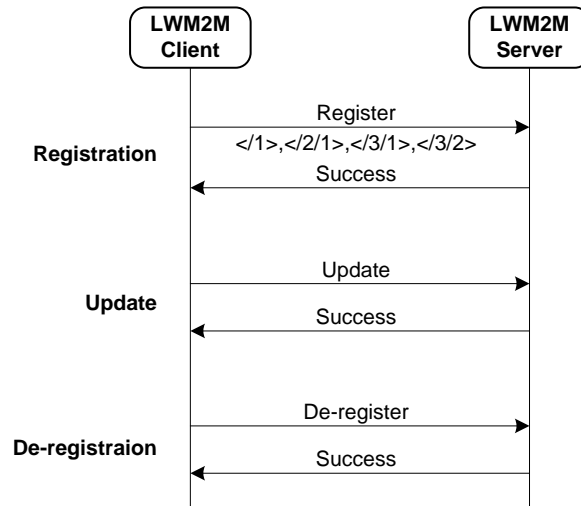 LWM2M
Client
LWM2M
Server
Register
Registration
</1>,</2/1>,</3/1>,</3/2>
Success
Update
Update
Success
De-register
De-registraion
Success